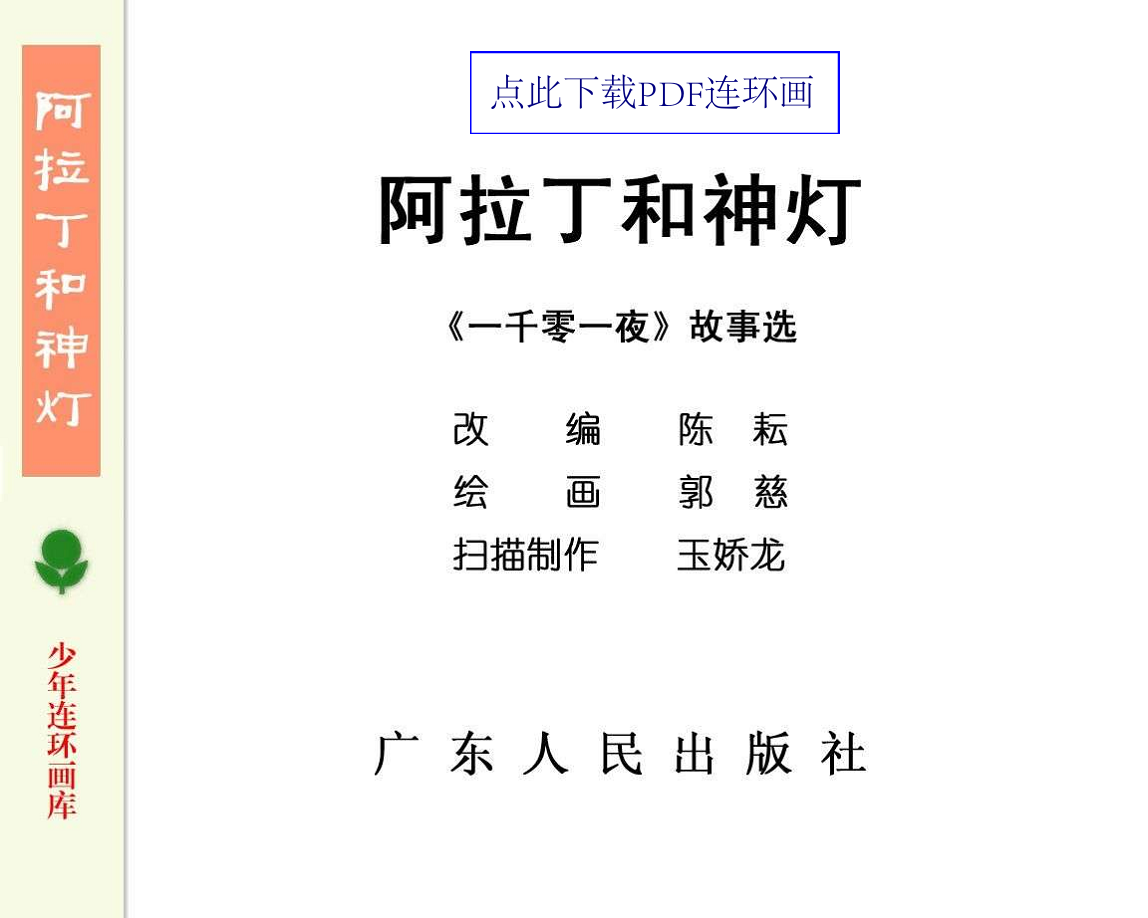 阿拉丁和神灯
少年连环画库
点此下载PDF连环画
阿拉丁和神灯
《一千零一夜》故事选
改 编 陈 耘
绘 画 郭 慈
扫描制作 玉娇龙
广东人民出版社